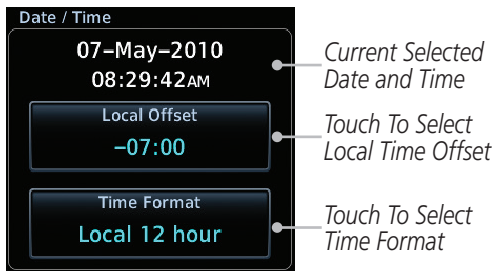 Date / Time
07-May-2010
08:29:42AM
Current Selected
Date and Time
Local Offset
-07:00
Touch To Select
Local Time Offset
Time Format
Local 12 hour
Touch To Select
Time Format